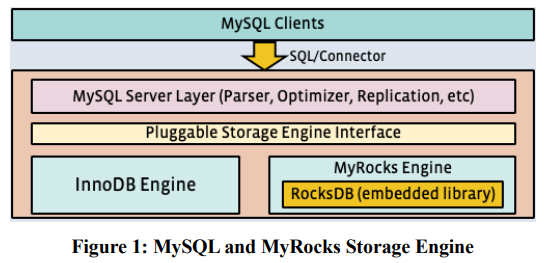 MySQL Clients
SQL/Connector
MySQL Server Layer (Parser, Optimizer, Replication, etc)
Pluggable Storage Engine Interface
InnoDB Engine
MyRocks Engine
RocksDB (embedded library)
Figure 1: MySQL and MyRocks Storage Engine